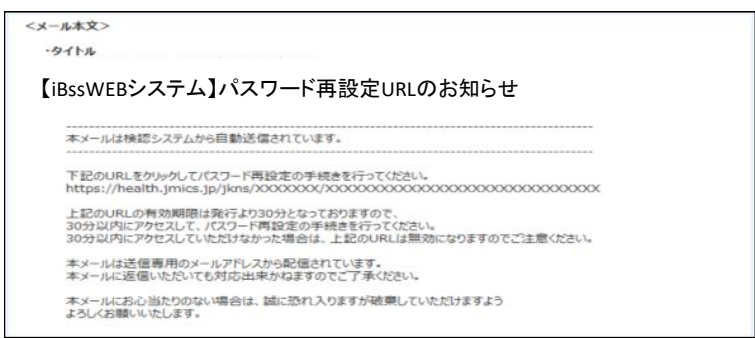 <メール本文>
・タイトル
【iBssWEBシステム】パスワード再設定URLのお知らせ
--------------------------------------------------------------------------------
本メールは検認システムから自動送信されています。
--------------------------------------------------------------------------------
下記のURLをクリックしてパスワード再設定の手続きを行ってください。
https://health.jmics.jp/jkns/XXXXXXX/XXXXXXXXXXXXXXXXXXXXXXXXXXXXXXXX
上記のURLの有効期限は発行より30分となっておりますので、
30分以内にアクセスして、パスワード再設定の手続きを行ってください。
30分以内にアクセスしていただけなかった場合は、上記のURLは無効になりますのでご注意ください。
本メールは送信専用のメールアドレスから配信されています。
本メールに返信いただいても対応出来かねますのでご了承ください。
本メールにお心当たりのない場合は、誠に恐れ入りますが破棄していただけますよう
よろしくお願いいたします。